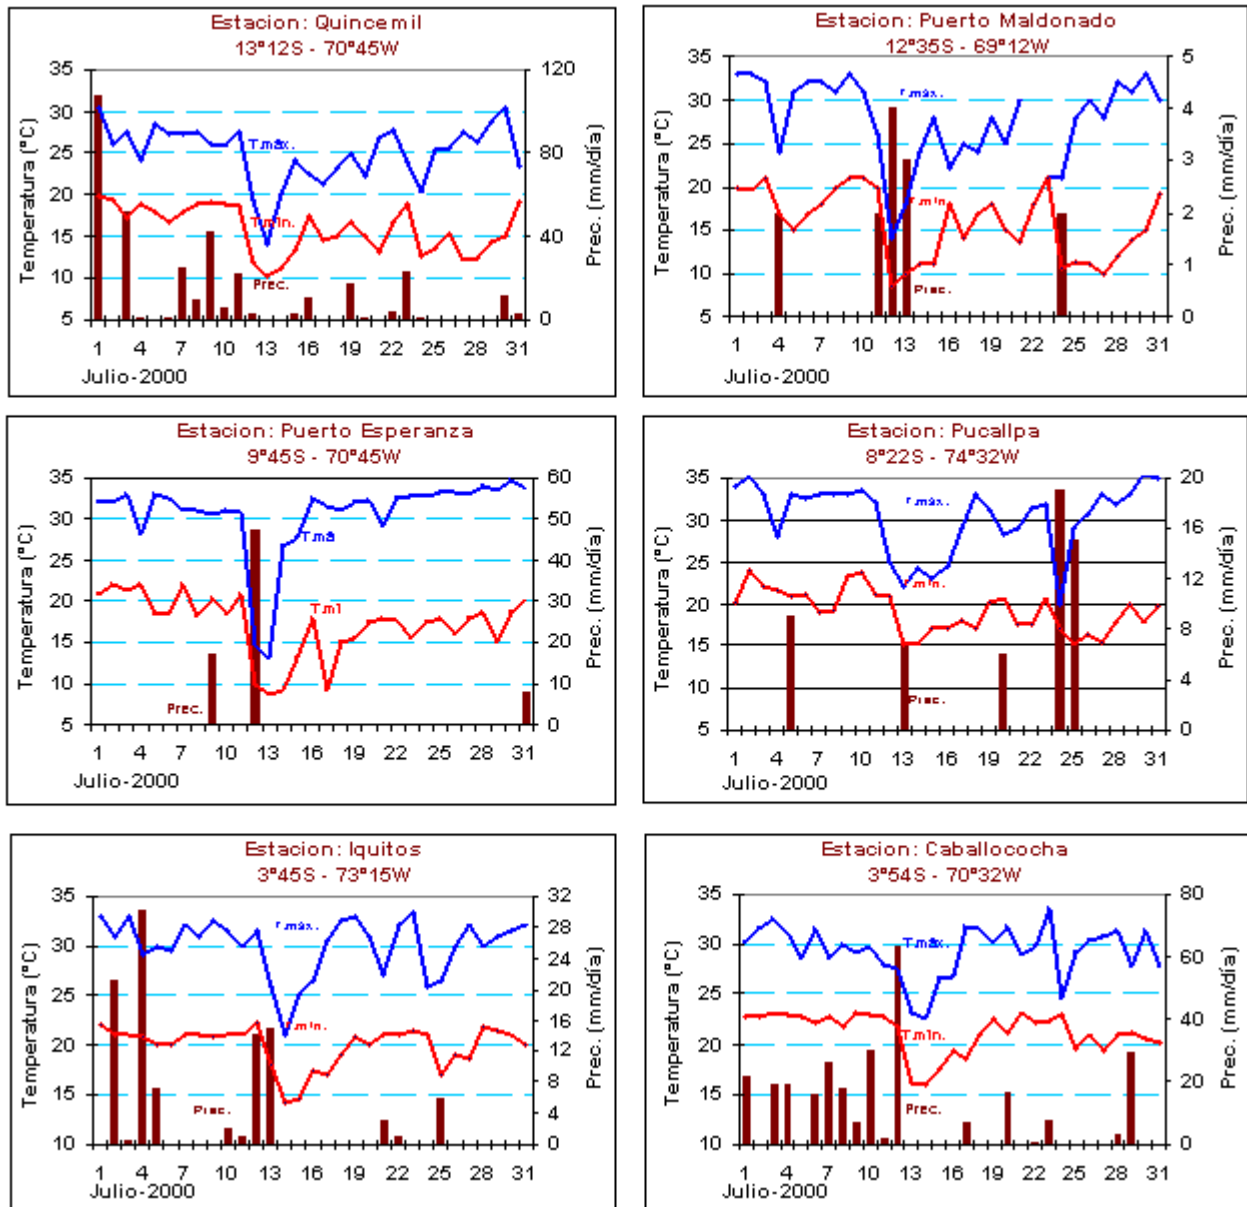 Estacion: Quincemil
13°12S - 70°45W
Temperatura (°C)
35
30
25
20
15
10
5
T.máx.
T.mín.
Prec.
120
80
40
0
Prec. (mm/día)
1 4 7 10 13 16 19 22 25 28 31
Julio-2000
Estacion: Puerto Maldonado
12°35S - 69°12W
Temperatura (°C)
35
30
25
20
15
10
5
T.máx.
T.mín.
Prec.
5
4
3
2
1
0
Prec. (mm/día)
1 4 7 10 13 16 19 22 25 28 31
Julio-2000
Estacion: Puerto Esperanza
9°45S - 70°45W
Temperatura (°C)
35
30
25
20
15
10
5
T.má
T.mí
Prec.
60
50
40
30
20
10
0
Prec. (mm/día)
1 4 7 10 13 16 19 22 25 28 31
Julio-2000
Estacion: Pucallpa
8°22S - 74°32W
Temperatura (°C)
35
30
25
20
15
10
5
T.máx.
T.mín.
Prec.
20
16
12
8
4
0
Prec. (mm/día)
1 4 7 10 13 16 19 22 25 28 31
Julio-2000
Estacion: Iquitos
3°45S - 73°15W
Temperatura (°C)
35
30
25
20
15
10
T.máx.
T.mín.
Prec.
32
28
24
20
16
12
8
4
0
Prec. (mm/día)
1 4 7 10 13 16 19 22 25 28 31
Julio-2000
Estacion: Caballococha
3°54S - 70°32W
Temperatura (°C)
35
30
25
20
15
10
T.máx.
T.mín.
Prec.
80
60
40
20
0
Prec. (mm/día)
1 4 7 10 13 16 19 22 25 28 31
Julio-2000